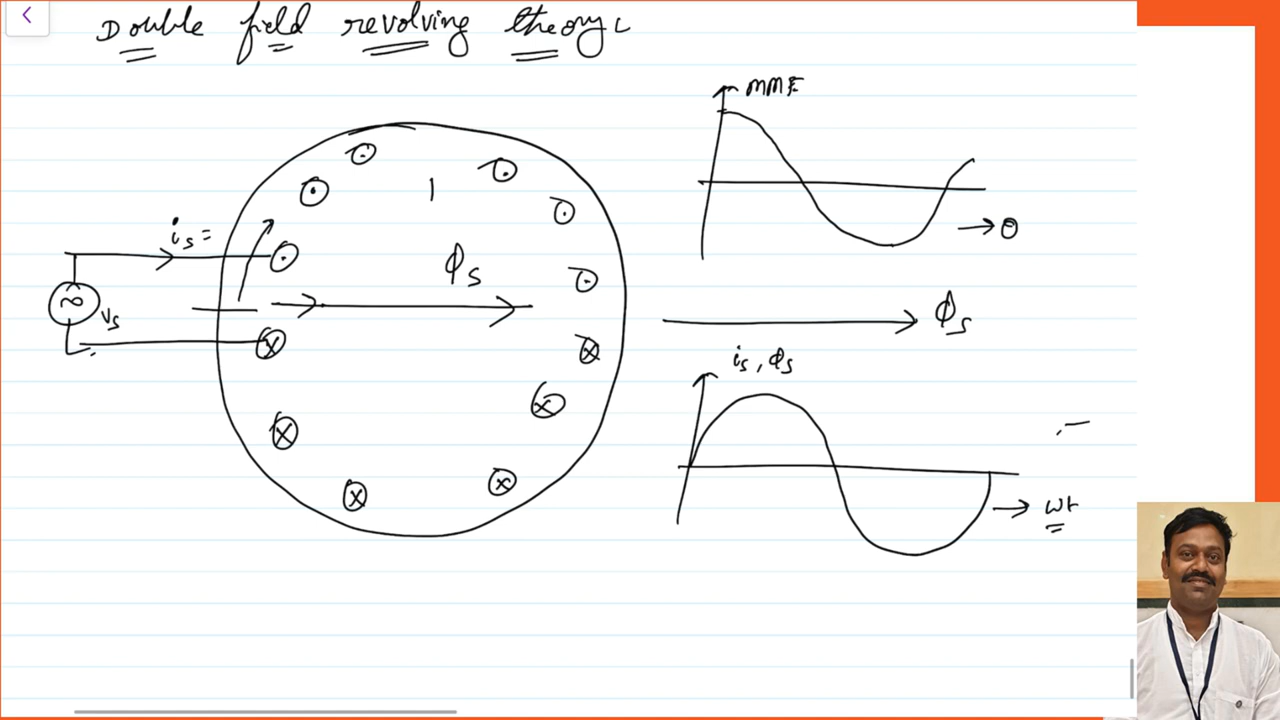 Double field revolving theory
MMF
θ
is =
ϕs
∞
vs
ϕs
is, ϕs
ωt